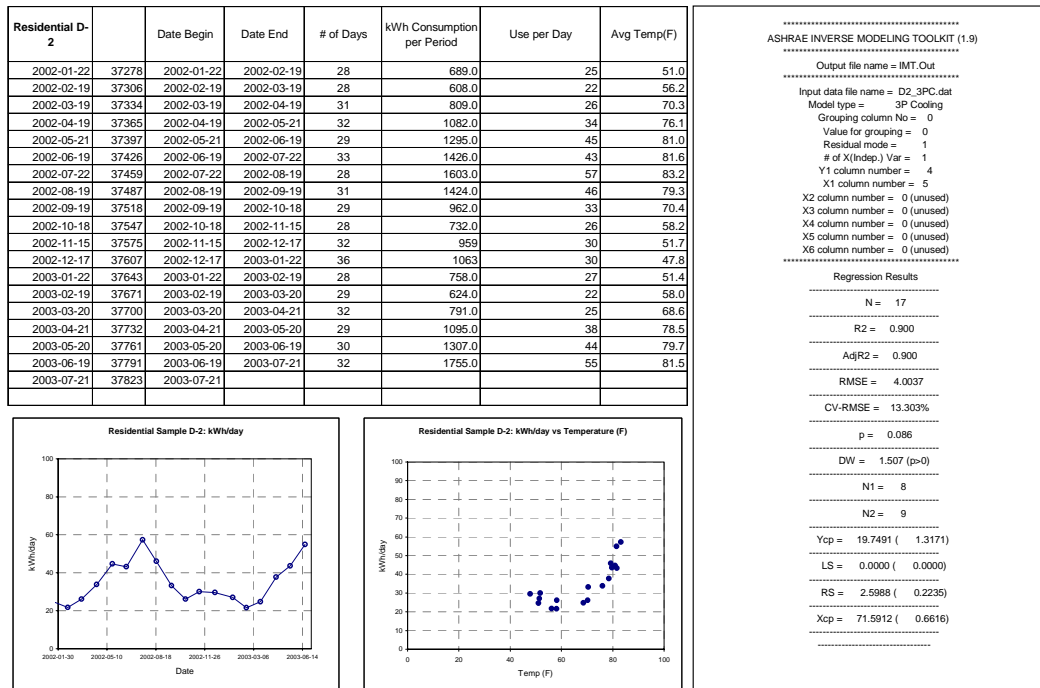 Residential D-2 Date Begin Date End # of Days kWh Consumption per Period Use per Day Avg Temp(F)
2002-01-22 37278 2002-01-22 2002-02-19 28 689.0 25 51.0
2002-02-19 37306 2002-02-19 2002-03-19 28 608.0 22 56.2
2002-03-19 37334 2002-03-19 2002-04-19 31 809.0 26 70.3
2002-04-19 37365 2002-04-19 2002-05-21 32 1082.0 34 76.1
2002-05-21 37397 2002-05-21 2002-06-19 29 1295.0 45 81.0
2002-06-19 37426 2002-06-19 2002-07-22 33 1426.0 43 81.6
2002-07-22 37459 2002-07-22 2002-08-19 28 1603.0 57 83.2
2002-08-19 37487 2002-08-19 2002-09-19 31 1424.0 46 79.3
2002-09-19 37518 2002-09-19 2002-10-18 29 962.0 33 70.4
2002-10-18 37547 2002-10-18 2002-11-15 28 732.0 26 58.2
2002-11-15 37575 2002-11-15 2002-12-17 32 959 30 51.7
2002-12-17 37607 2002-12-17 2003-01-22 36 1063 30 47.8
2003-01-22 37643 2003-01-22 2003-02-19 28 758.0 27 51.4
2003-02-19 37671 2003-02-19 2003-03-20 29 624.0 22 58.0
2003-03-20 37700 2003-03-20 2003-04-21 32 791.0 25 68.6
2003-04-21 37732 2003-04-21 2003-05-20 29 1095.0 38 78.5
2003-05-20 37761 2003-05-20 2003-06-19 30 1307.0 44 79.7
2003-06-19 37791 2003-06-19 2003-07-21 32 1755.0 55 81.5
2003-07-21 37823 2003-07-21
Residential Sample D-2: kWh/day
100
80
60
40
20
0
kWh/day
2002-01-30 2002-05-10 2002-08-18 2002-11-26 2003-03-06 2003-06-14
Date
Residential Sample D-2: kWh/day vs Temperature (F)
100
90
80
70
60
50
40
30
20
10
0
kWh/day
0 20 40 60 80 100
Temp (F)
********************************************
ASHRAE INVERSE MODELING TOOLKIT (1.9)
********************************************
Output file name = IMT.Out
********************************************
Input data file name = D2_3PC.dat
Model type = 3P Cooling
Grouping column No = 0
Value for grouping = 0
Residual mode = 1
# of X(Indep.) Var = 1
Y1 column number = 4
X1 column number = 5
X2 column number = 0 (unused)
X3 column number = 0 (unused)
X4 column number = 0 (unused)
X5 column number = 0 (unused)
X6 column number = 0 (unused)
********************************************
Regression Results
----------------------------------------
N = 17
----------------------------------------
R2 = 0.900
----------------------------------------
AdjR2 = 0.900
----------------------------------------
RMSE = 4.0037
----------------------------------------
CV-RMSE = 13.303%
----------------------------------------
p = 0.086
----------------------------------------
DW = 1.507 (p>0)
----------------------------------------
N1 = 8
----------------------------------------
N2 = 9
----------------------------------------
Ycp = 19.7491 ( 1.3171)
----------------------------------------
LS = 0.0000 ( 0.0000)
----------------------------------------
RS = 2.5988 ( 0.2235)
----------------------------------------
Xcp = 71.5912 ( 0.6616)
----------------------------------------
----------------------------------